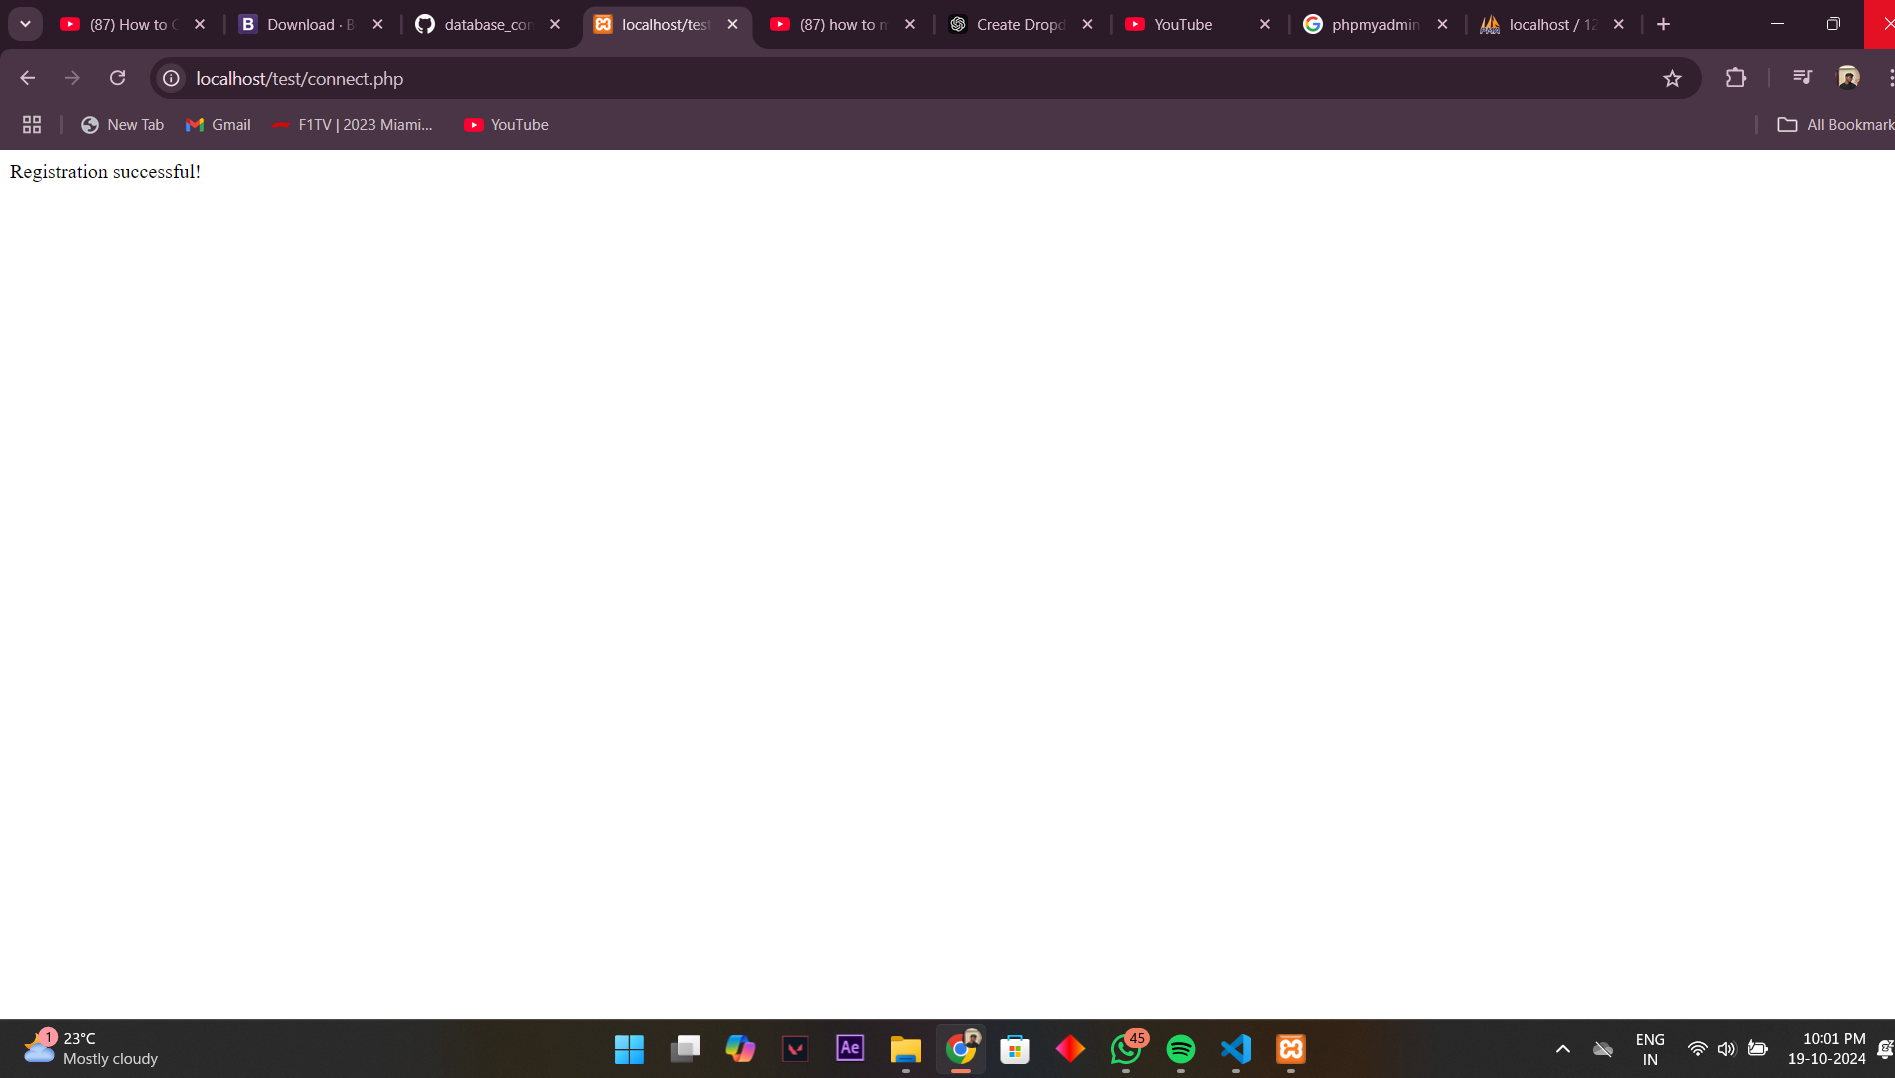 (87) How to C
Download · B
database_con
localhost/test
(87) how to m
Create Dropd
YouTube
phpmyadmin
localhost / 12
localhost/test/connect.php
New Tab
Gmail
F1TV | 2023 Miami...
YouTube
All Bookmark
Registration successful!
1
23°C
Mostly cloudy
Ae
45
ENG
IN
10:01 PM
19-10-2024